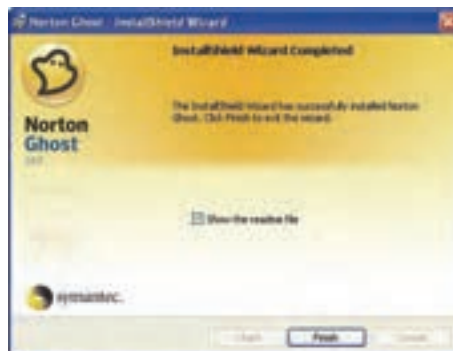 Norton Ghost - InstallShield Wizard
InstallShield Wizard Completed
The InstallShield Wizard has successfully installed Norton
Ghost. Click Finish to exit the wizard.
Norton
Ghost
Show the readme file
symantec.
Finish